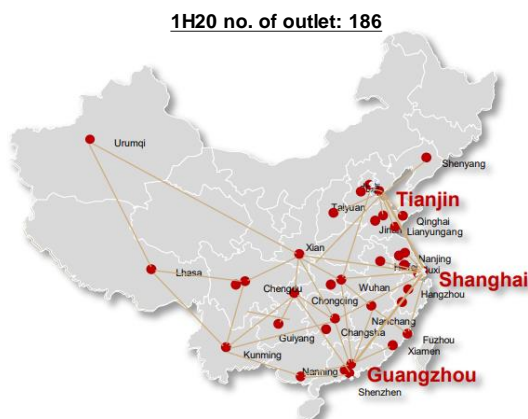 1H20 no. of outlet: 186
Urumqi
Shenyang
Tianjin
Taiyuan
Qinghai
Jinan
Lianyungang
Xian
Nanjing
Lhasa
Shanghai
Chengdu
Wuhan
Hangzhou
Chongqing
Nanchang
Changsha
Guiyang
Fuzhou
Kunming
Xiamen
Nanning
Guangzhou
Shenzhen